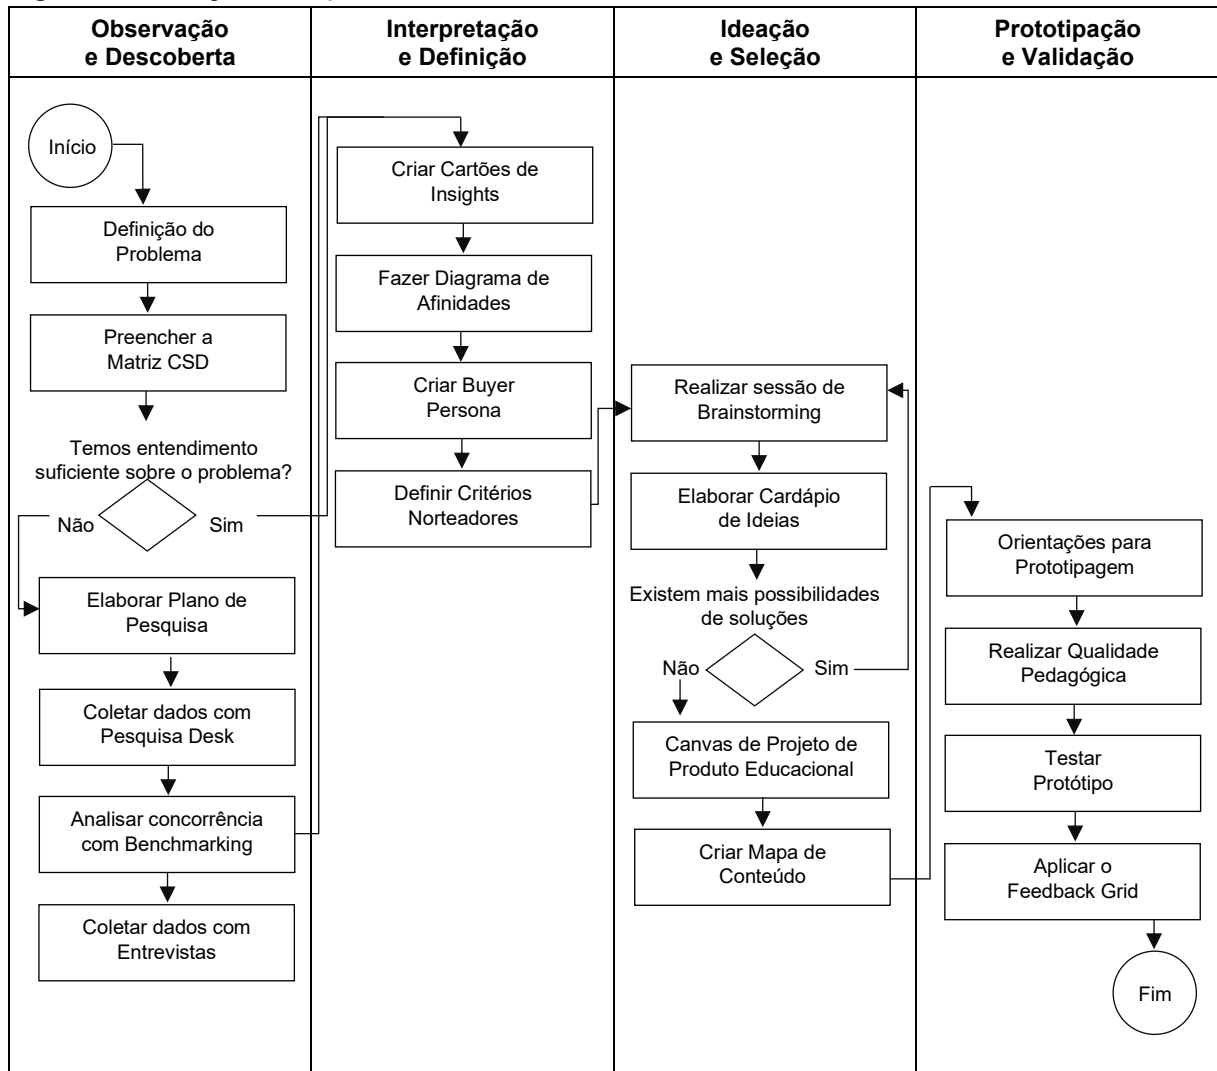 Observação
e Descoberta
Interpretação
e Definição
Ideação
e Seleção
Prototipação
e Validação
Início
Definição do
Problema
Preencher a
Matriz CSD
Temos entendimento
suficiente sobre o problema?
Não
Sim
Elaborar Plano de
Pesquisa
Coletar dados com
Pesquisa Desk
Analisar concorrência
com Benchmarking
Coletar dados com
Entrevistas
Criar Cartões de
Insights
Fazer Diagrama de
Afinidades
Criar Buyer
Persona
Definir Critérios
Norteadores
Realizar sessão de
Brainstorming
Elaborar Cardápio
de Ideias
Existem mais possibilidades
de soluções
Não
Sim
Canvas de Projeto de
Produto Educacional
Criar Mapa de
Conteúdo
Orientações para
Prototipagem
Realizar Qualidade
Pedagógica
Testar
Protótipo
Aplicar o
Feedback Grid
Fim